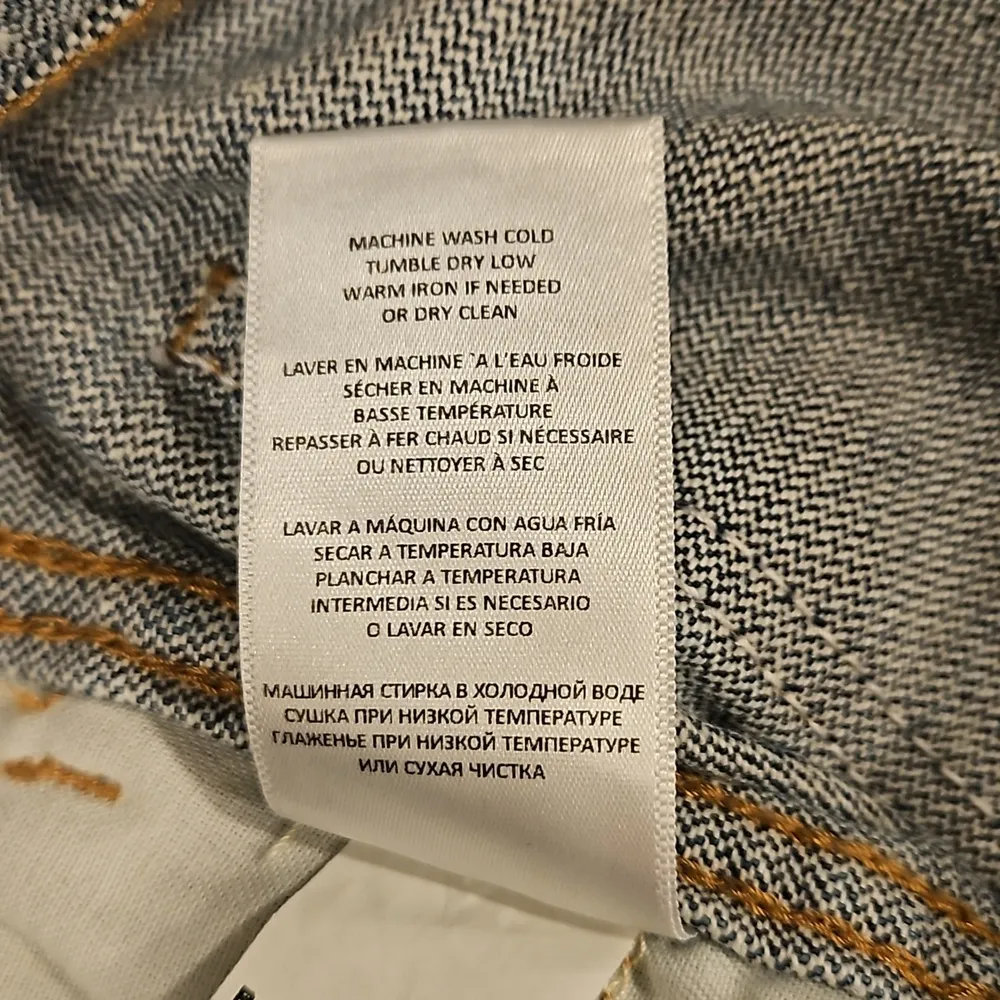 MACHINE WASH COLD
TUMBLE DRY LOW
WARM IRON IF NEEDED
OR DRY CLEAN
LAVER EN MACHINE `A L'EAU FROIDE
SÉCHER EN MACHINE À
BASSE TEMPÉRATURE
REPASSER À FER CHAUD SI NÉCESSAIRE
OU NETTOYER À SEC
LAVAR A MÁQUINA CON AGUA FRÍA
SECAR A TEMPERATURA BAJA
PLANCHAR A TEMPERATURA
INTERMEDIA SI ES NECESARIO
O LAVAR EN SECO
МАШИННАЯ СТИРКА В ХОЛОДНОЙ ВОДЕ
СУШКА ПРИ НИЗКОЙ ТЕМПЕРАТУРЕ
ГЛАЖЕНЬЕ ПРИ НИЗКОЙ ТЕМПЕРАТУРЕ
ИЛИ СУХАЯ ЧИСТКА